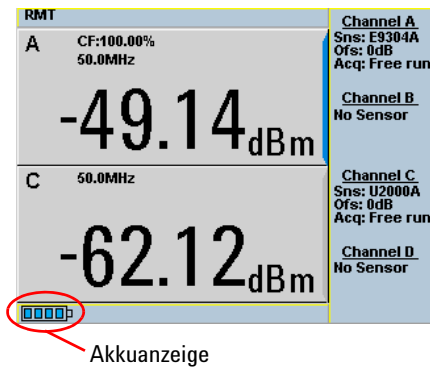 RMT
A
CF:100.00%
50.0MHz
-49.14dBm
C
50.0MHz
-62.12dBm
Channel A
Sns: E9304A
Ofs: 0dB
Acq: Free run
Channel B
No Sensor
Channel C
Sns: U2000A
Ofs: 0dB
Acq: Free run
Channel D
No Sensor
Akkuanzeige